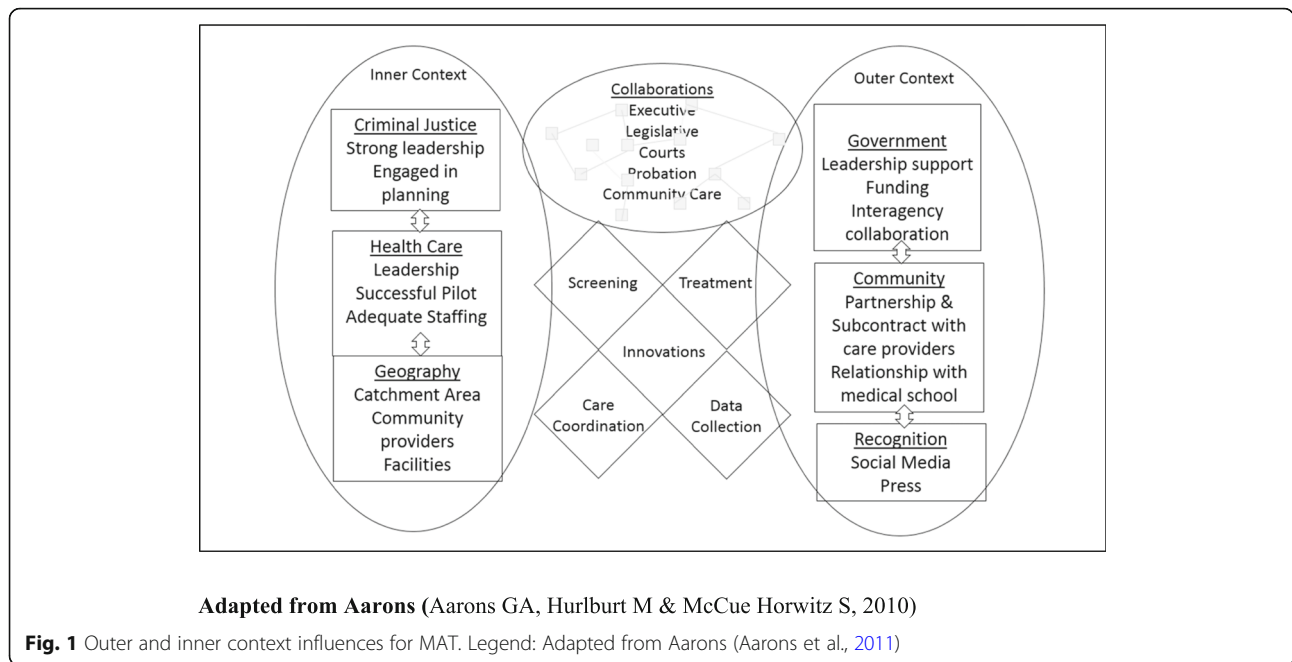 Inner Context
Criminal Justice
Strong leadership
Engaged in
planning
Health Care
Leadership
Successful Pilot
Adequate Staffing
Geography
Catchment Area
Community
providers
Facilities
Collaborations
Executive
Legislative
Courts
Probation
Community Care
Screening
Treatment
Innovations
Care
Coordination
Data
Collection
Outer Context
Government
Leadership support
Funding
Interagency
collaboration
Community
Partnership &
Subcontract with
care providers
Relationship with
medical school
Recognition
Social Media
Press
Adapted from Aarons (Aarons GA, Hurlburt M & McCue Horwitz S, 2010)
Fig. 1 Outer and inner context influences for MAT. Legend: Adapted from Aarons (Aarons et al., 2011)